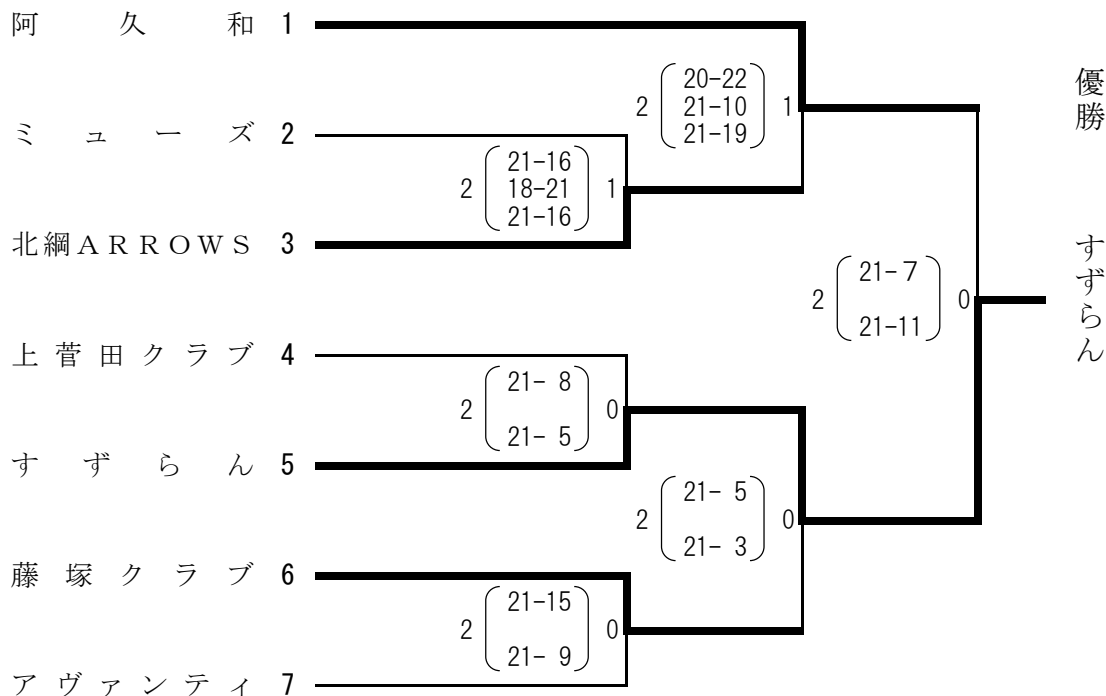 阿久和 1
20-22
2 21-10 1
21-19
ミューズ 2
21-16
2 18-21 1
21-16
北綱ARROWS 3
21- 7
2 0
21-11
上菅田クラブ 4
21- 8
2 0
21- 5
すずらん 5
21- 5
2 0
21- 3
藤塚クラブ 6
21-15
2 0
21- 9
アヴァンティ 7
優勝
すずらん